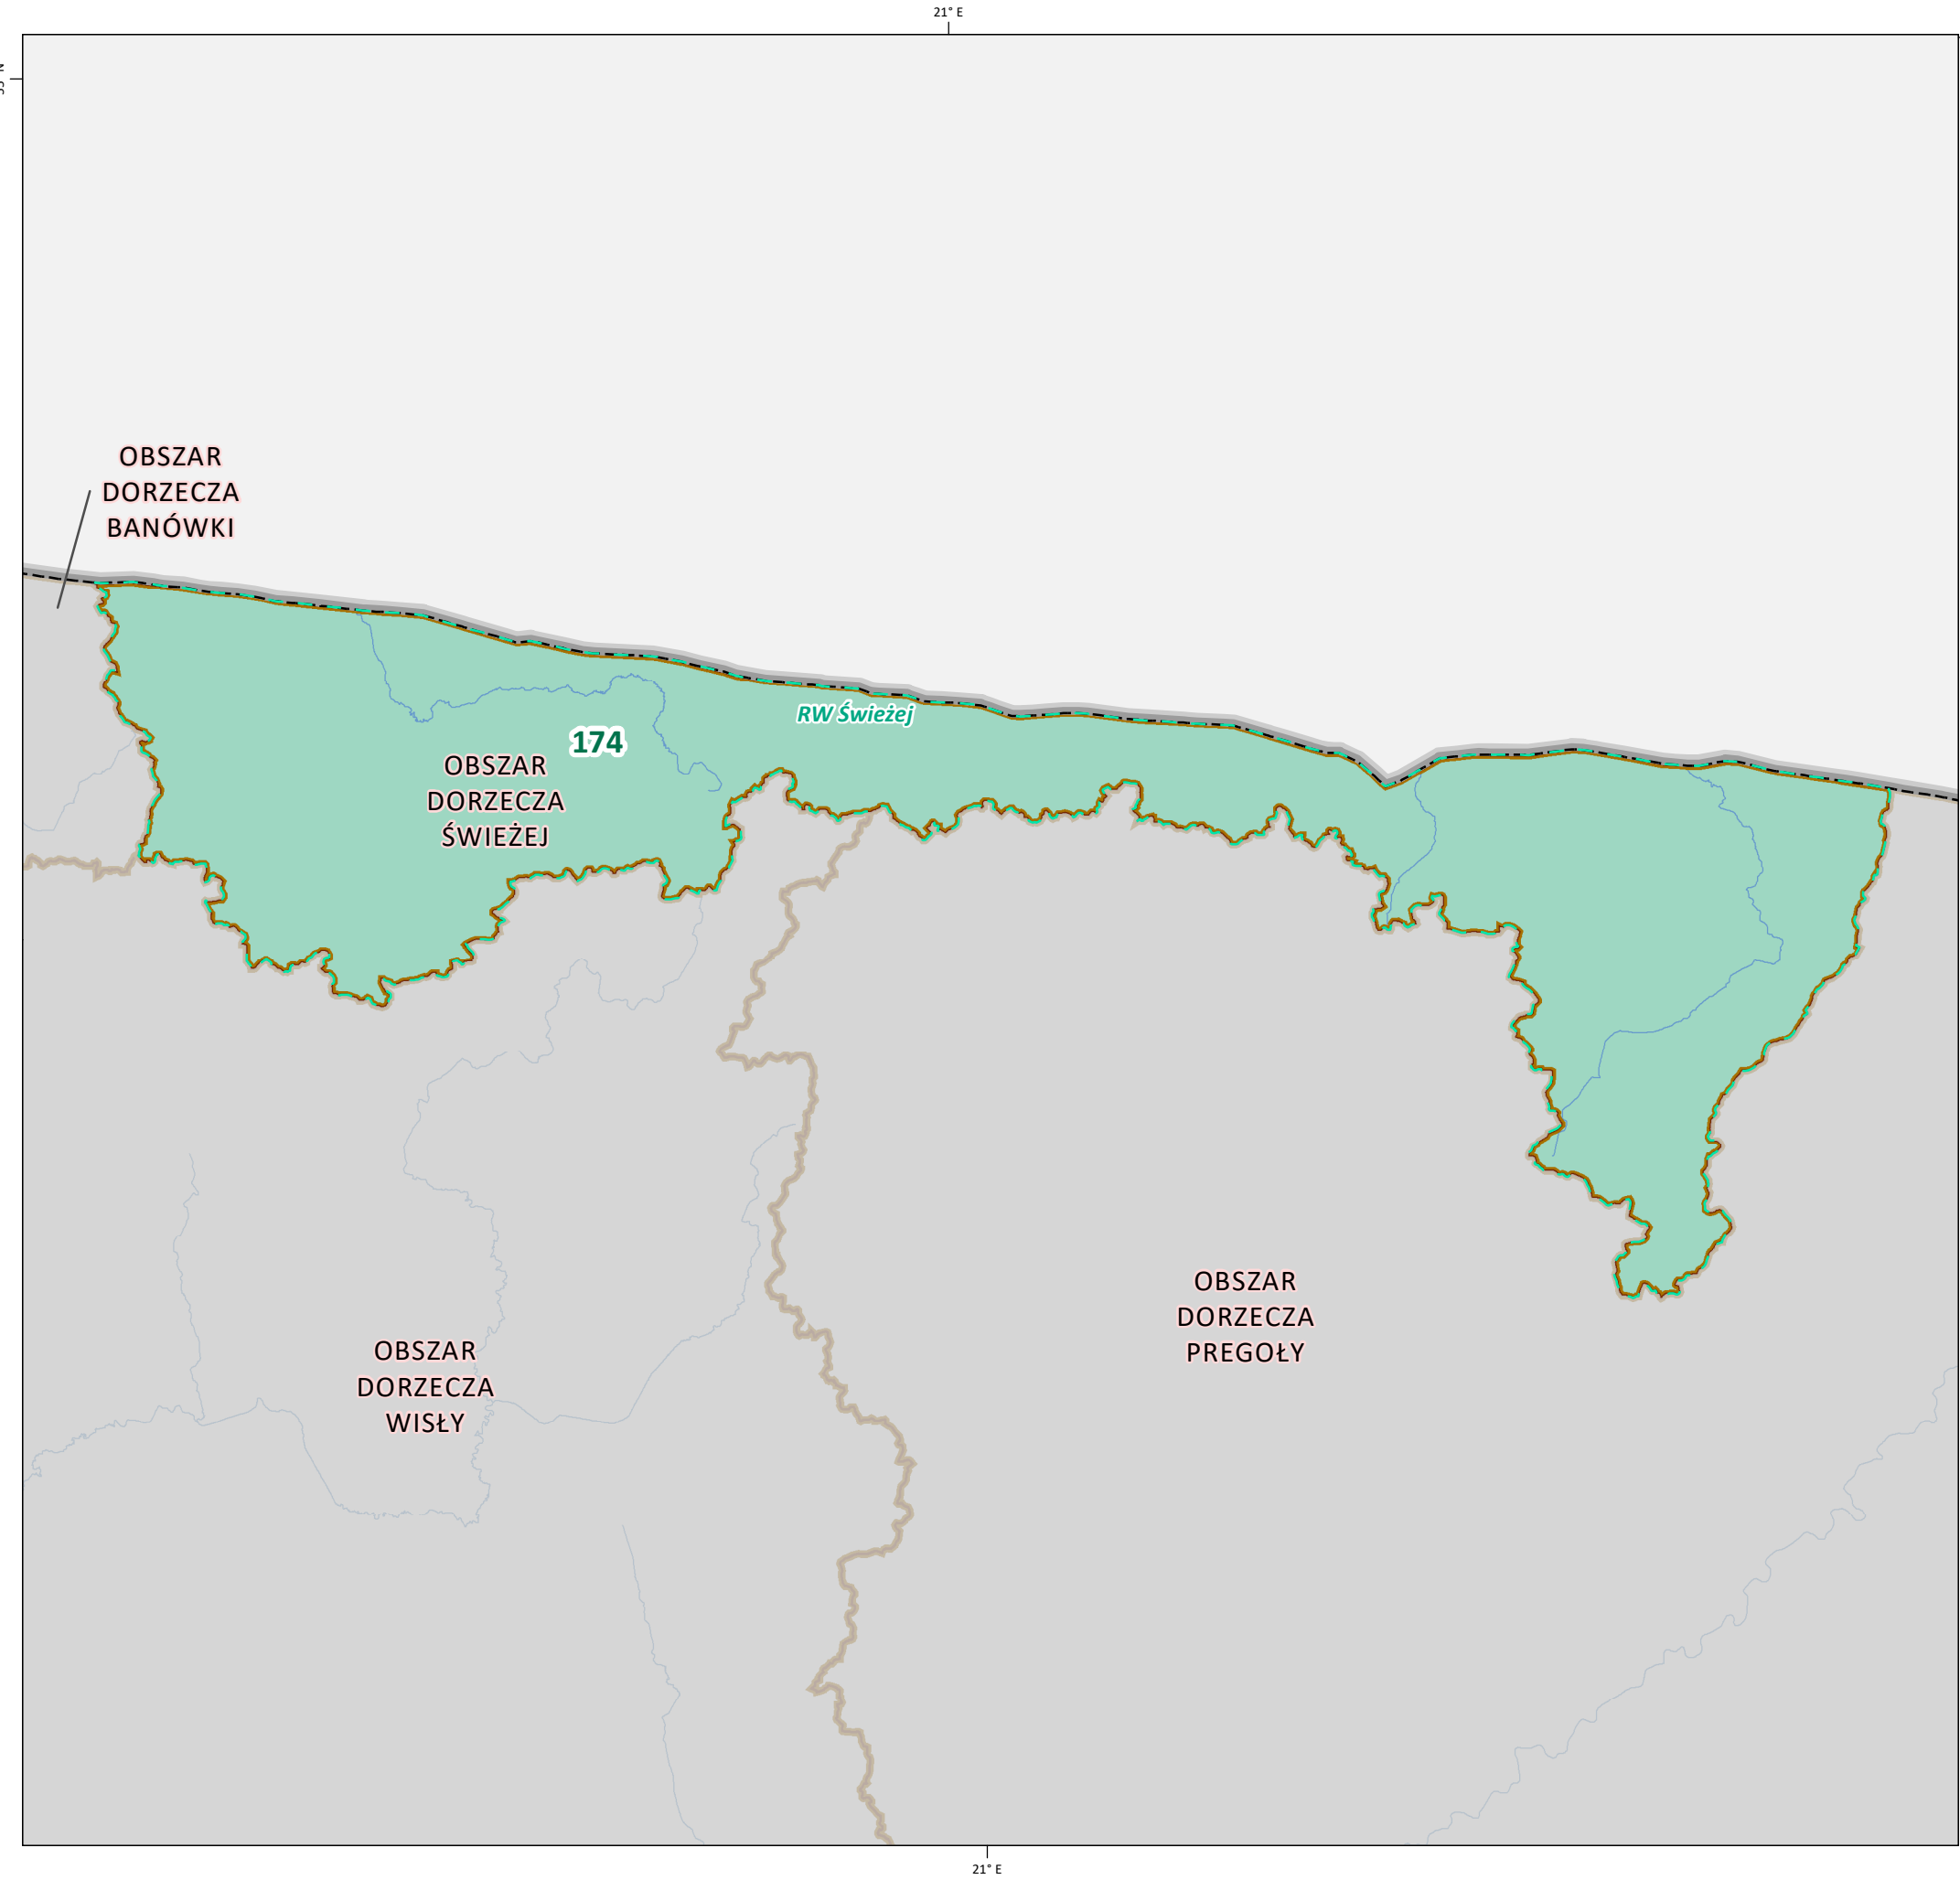 21° E
OBSZAR
DORZECZA
BANÓWKI
RW Świeżej
174
OBSZAR
DORZECZA
ŚWIEŻEJ
OBSZAR
DORZECZA
PREGOŁY
OBSZAR
DORZECZA
WISŁY
21° E